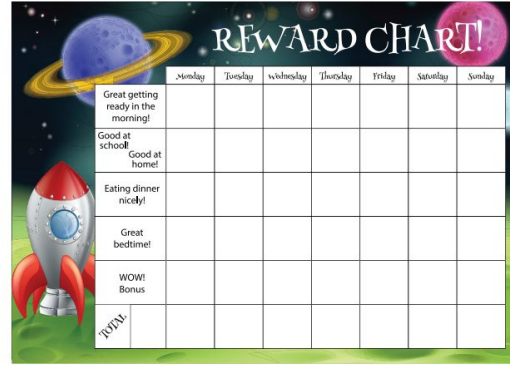 REWARD CHART!
Monday Tuesday Wednesday Thursday Friday Saturday Sunday
Great getting
ready in the
morning!
Good at
school!
Good at
home!
Eating dinner
nicely!
Great
bedtime!
WOW!
Bonus
TOTAL